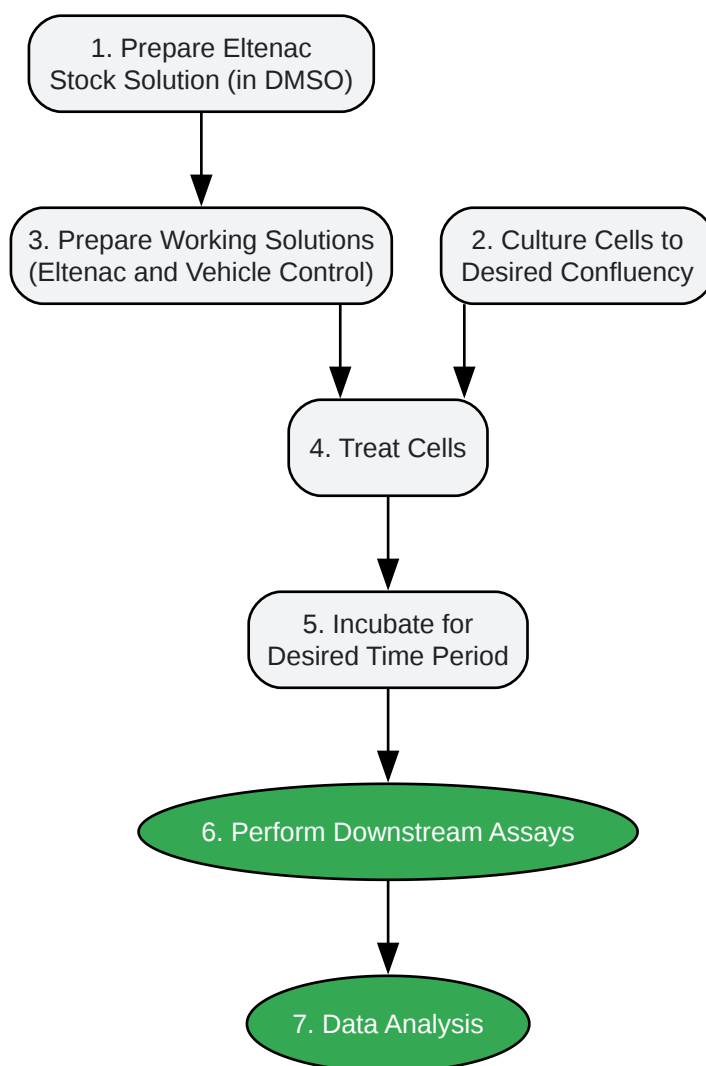 1. Prepare Eltenac
Stock Solution (in DMSO)
3. Prepare Working Solutions
(Eltenac and Vehicle Control)
2. Culture Cells to
Desired Confluency
4. Treat Cells
5. Incubate for
Desired Time Period
6. Perform Downstream Assays
7. Data Analysis